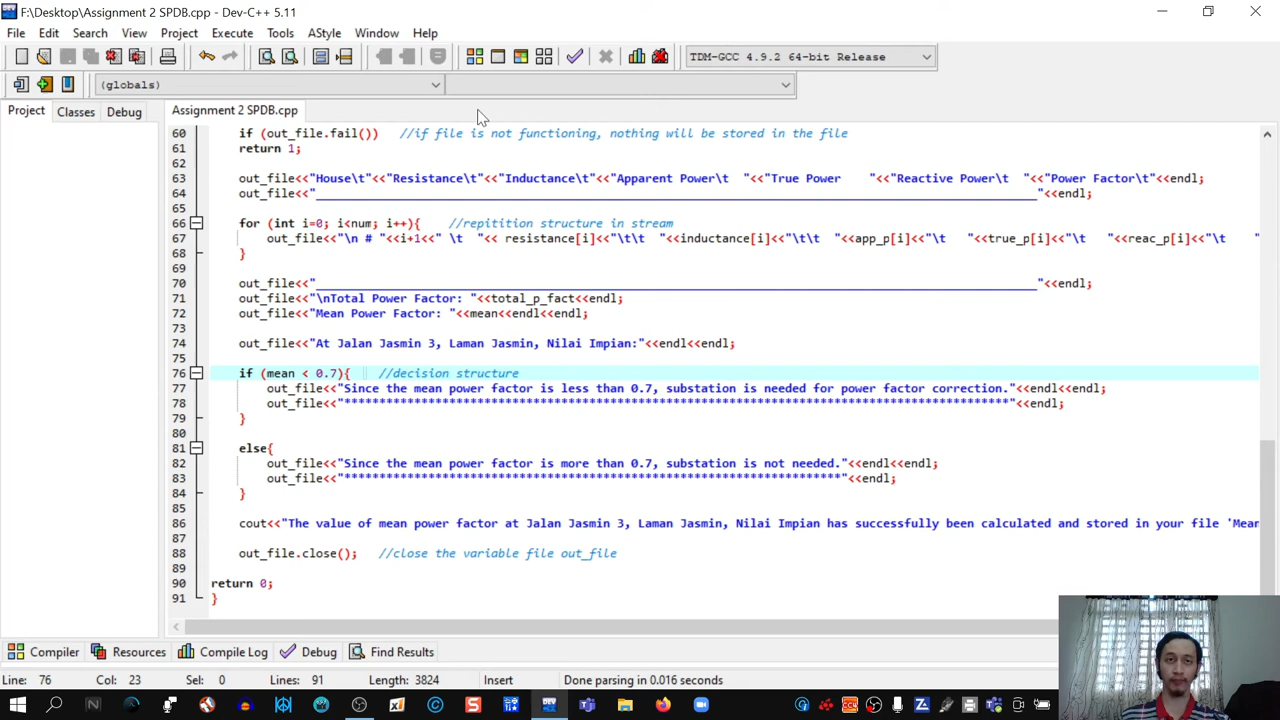 F:\Desktop\Assignment 2 SPDB.cpp - Dev-C++ 5.11
File Edit Search View Project Execute Tools AStyle Window Help
TDM-GCC 4.9.2 64-bit Release
(globals)
Project Classes Debug Assignment 2 SPDB.cpp
60 if (out_file.fail()) //if file is not functioning, nothing will be stored in the file
61 return 1;
62
63 out_file<<"House\t"<<"Resistance\t"<<"Inductance\t"<<"Apparent Power\t "<<"True Power "<<"Reactive Power\t "<<"Power Factor\t"<<endl;
64 out_file<<"______________________________________________________________________________________________________"<<endl;
65
66 for (int i=0; i<num; i++){ //repitition structure in stream
67 out_file<<"\n # "<<i+1<<" \t "<< resistance[i]<<"\t\t "<<inductance[i]<<"\t\t "<<app_p[i]<<"\t "<<true_p[i]<<"\t "<<reac_p[i]<<"\t "
68 }
69
70 out_file<<"______________________________________________________________________________________________________"<<endl;
71 out_file<<"\nTotal Power Factor: "<<total_p_fact<<endl;
72 out_file<<"Mean Power Factor: "<<mean<<endl<<endl;
73
74 out_file<<"At Jalan Jasmin 3, Laman Jasmin, Nilai Impian:"<<endl<<endl;
75
76 if (mean < 0.7){ //decision structure
77 out_file<<"Since the mean power factor is less than 0.7, substation is needed for power factor correction."<<endl<<endl;
78 out_file<<"***********************************************************************************************"<<endl;
79 }
80
81 else{
82 out_file<<"Since the mean power factor is more than 0.7, substation is not needed."<<endl<<endl;
83 out_file<<"***********************************************************************"<<endl;
84 }
85
86 cout<<"The value of mean power factor at Jalan Jasmin 3, Laman Jasmin, Nilai Impian has successfully been calculated and stored in your file 'Mean
87
88 out_file.close(); //close the variable file out_file
89
90 return 0;
91 }
Compiler Resources Compile Log Debug Find Results
Line: 76 Col: 23 Sel: 0 Lines: 91 Length: 3824 Insert Done parsing in 0.016 seconds